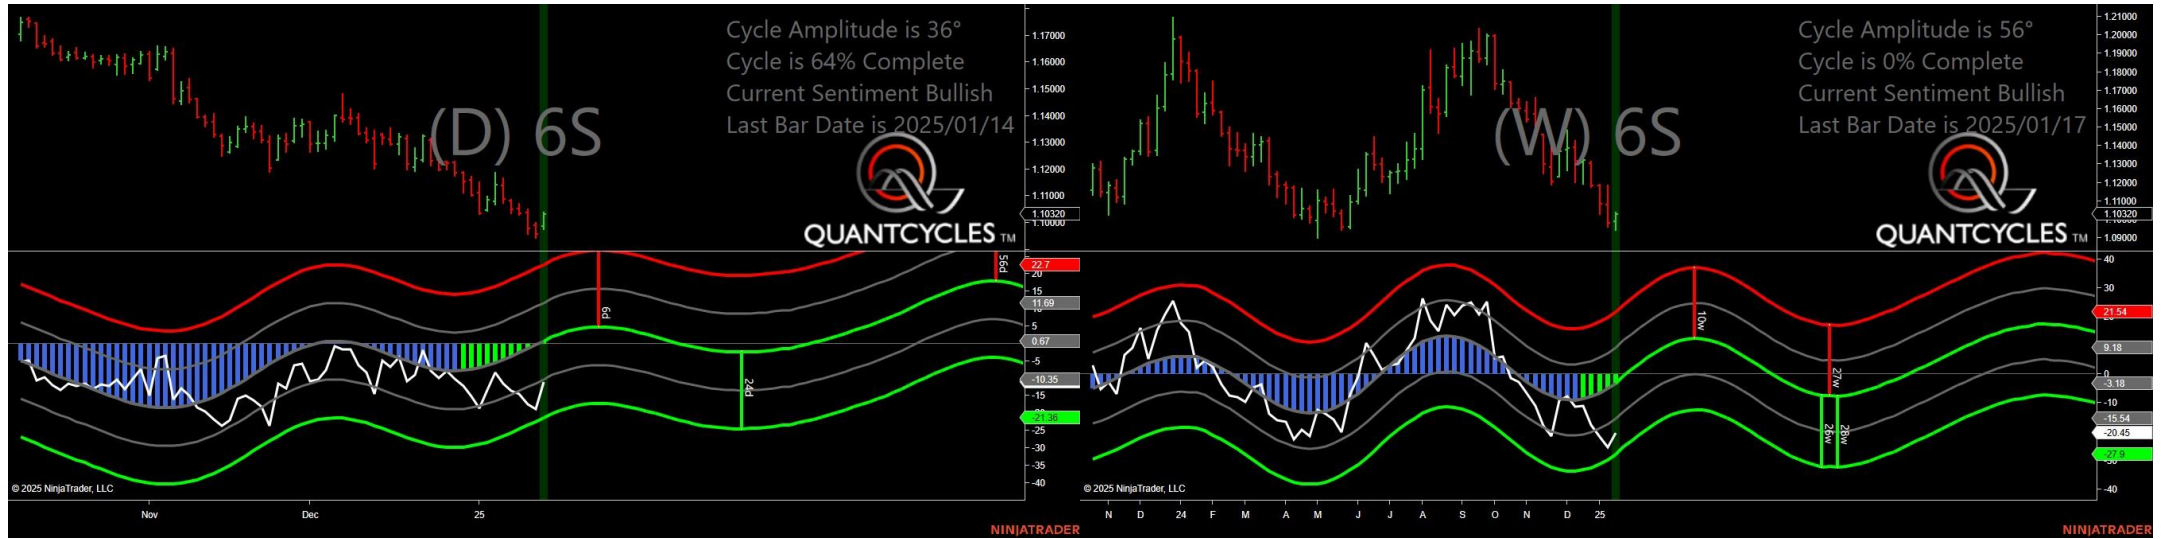 Cycle Amplitude is 36°
Cycle is 64% Complete
Current Sentiment Bullish
Last Bar Date is 2025/01/14
(D) 6S
QUANTCYCLES TM
1.17000
1.16000
1.15000
1.14000
1.13000
1.12000
1.11000
1.10320
1.10000
56d
22.7
20
15
11.69
6d
5
0.67
-5
-10.35
24d
-15
-21.36
-25
-30
-35
-40
© 2025 NinjaTrader, LLC
Nov
Dec
25
NINJATRADER
Cycle Amplitude is 56°
Cycle is 0% Complete
Current Sentiment Bullish
Last Bar Date is 2025/01/17
(W) 6S
QUANTCYCLES TM
1.21000
1.20000
1.19000
1.18000
1.17000
1.16000
1.15000
1.14000
1.13000
1.12000
1.11000
1.10320
1.09000
40
30
21.54
10w
9.18
0
27w
-3.18
-10
-15.54
26w
28w
-20.45
-27.9
-40
© 2025 NinjaTrader, LLC
N D 24 F M A M J J A S O N D 25
NINJATRADER